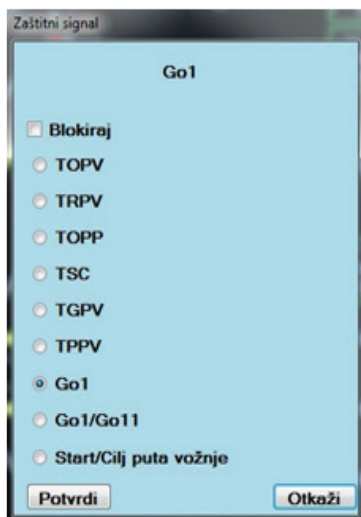 Zaštitni signal
Go1
Blokiraj
TOPV
TRPV
TOPP
TSC
TGPV
TPPV
Go1
Go1/Go11
Start/Cilj puta vožnje
Potvrdi Otkaži